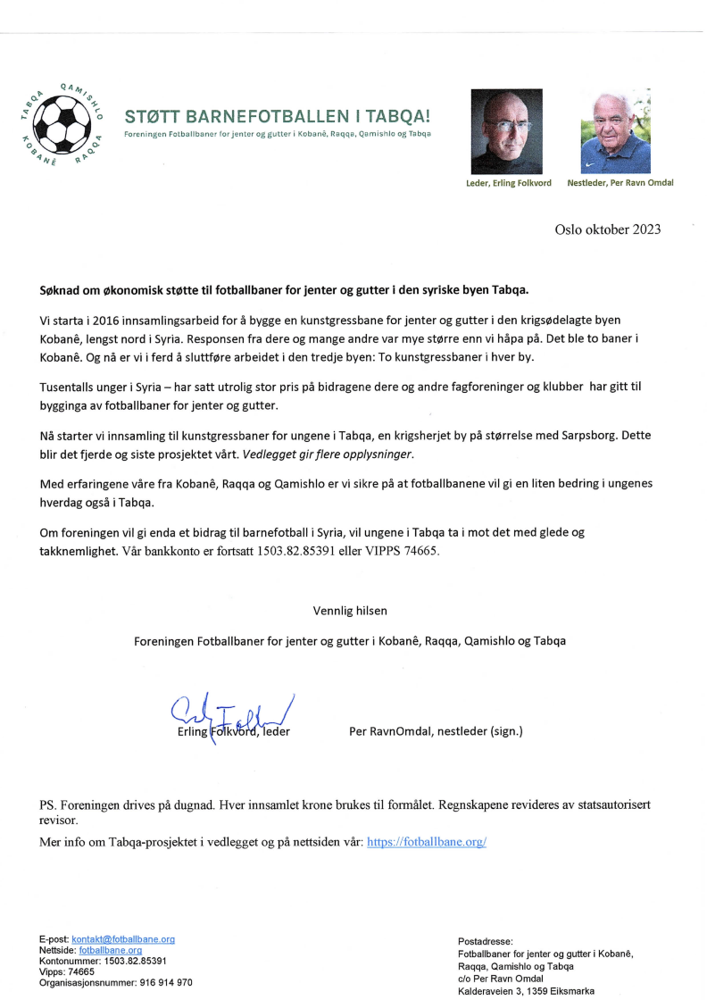 TABQA QAMISHLO
KOBANÊ RAQQA
STØTT BARNEFOTBALLEN I TABQA!
Foreningen Fotballbaner for jenter og gutter i Kobanê, Raqqa, Qamishlo og Tabqa
Leder, Erling Folkvord
Nestleder, Per Ravn Omdal
Oslo oktober 2023
Søknad om økonomisk støtte til fotballbaner for jenter og gutter i den syriske byen Tabqa.
Vi starta i 2016 innsamlingsarbeid for å bygge en kunstgressbane for jenter og gutter i den krigsødelagte byen
Kobanê, lengst nord i Syria. Responsen fra dere og mange andre var mye større enn vi håpa på. Det ble to baner i
Kobanê. Og nå er vi i ferd å sluttføre arbeidet i den tredje byen: To kunstgressbaner i hver by.
Tusentalls unger i Syria – har satt utrolig stor pris på bidragene dere og andre fagforeninger og klubber har gitt til
bygginga av fotballbaner for jenter og gutter.
Nå starter vi innsamling til kunstgressbaner for ungene i Tabqa, en krigsherjet by på størrelse med Sarpsborg. Dette
blir det fjerde og siste prosjektet vårt. Vedlegget gir flere opplysninger.
Med erfaringene våre fra Kobanê, Raqqa og Qamishlo er vi sikre på at fotballbanene vil gi en liten bedring i ungenes
hverdag også i Tabqa.
Om foreningen vil gi enda et bidrag til barnefotball i Syria, vil ungene i Tabqa ta i mot det med glede og
takknemlighet. Vår bankkonto er fortsatt 1503.82.85391 eller VIPPS 74665.
Vennlig hilsen
Foreningen Fotballbaner for jenter og gutter i Kobanê, Raqqa, Qamishlo og Tabqa
Erling Folkvord, leder
Per RavnOmdal, nestleder (sign.)
PS. Foreningen drives på dugnad. Hver innsamlet krone brukes til formålet. Regnskapene revideres av statsautorisert
revisor.
Mer info om Tabqa-prosjektet i vedlegget og på nettsiden vår: https://fotballbane.org/
E-post: kontakt@fotballbane.org
Nettside: fotballbane.org
Kontonummer: 1503.82.85391
Vipps: 74665
Organisasjonsnummer: 916 914 970
Postadresse:
Fotballbaner for jenter og gutter i Kobanê,
Raqqa, Qamishlo og Tabqa
c/o Per Ravn Omdal
Kalderaveien 3, 1359 Eiksmarka